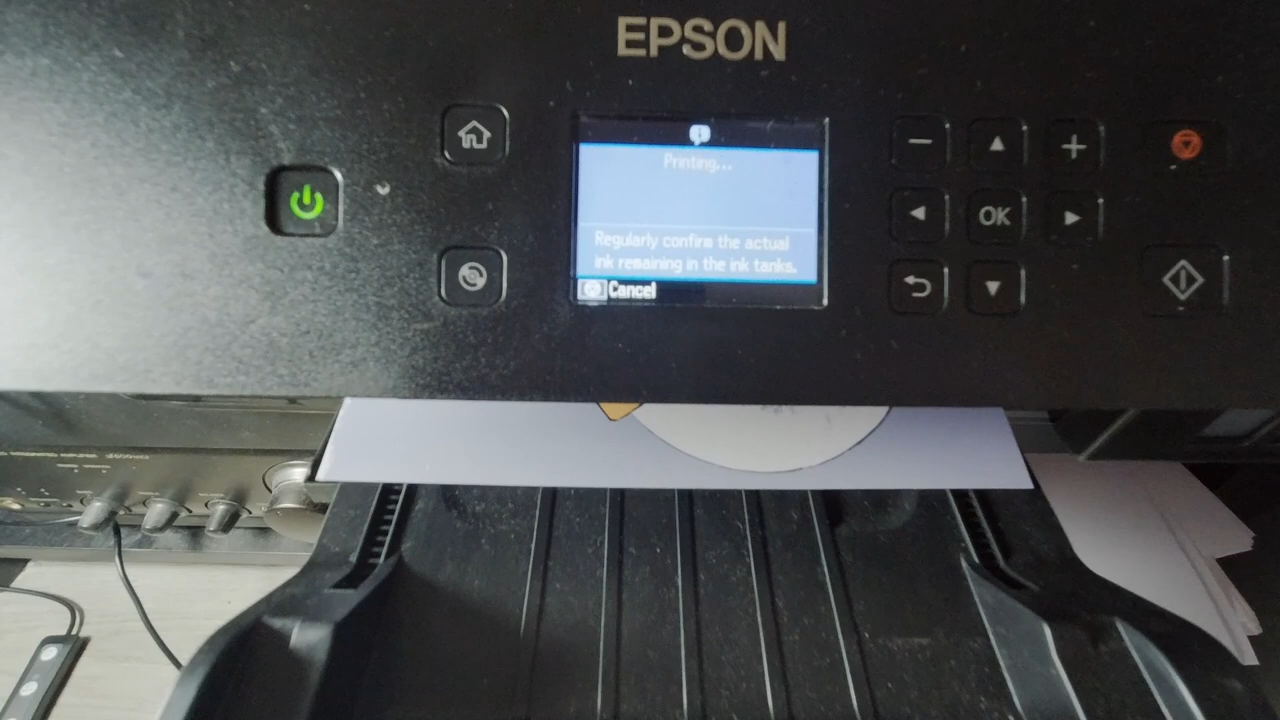 EPSON
Printing...
Regularly confirm the actual
ink remaining in the ink tanks.
Cancel
OK